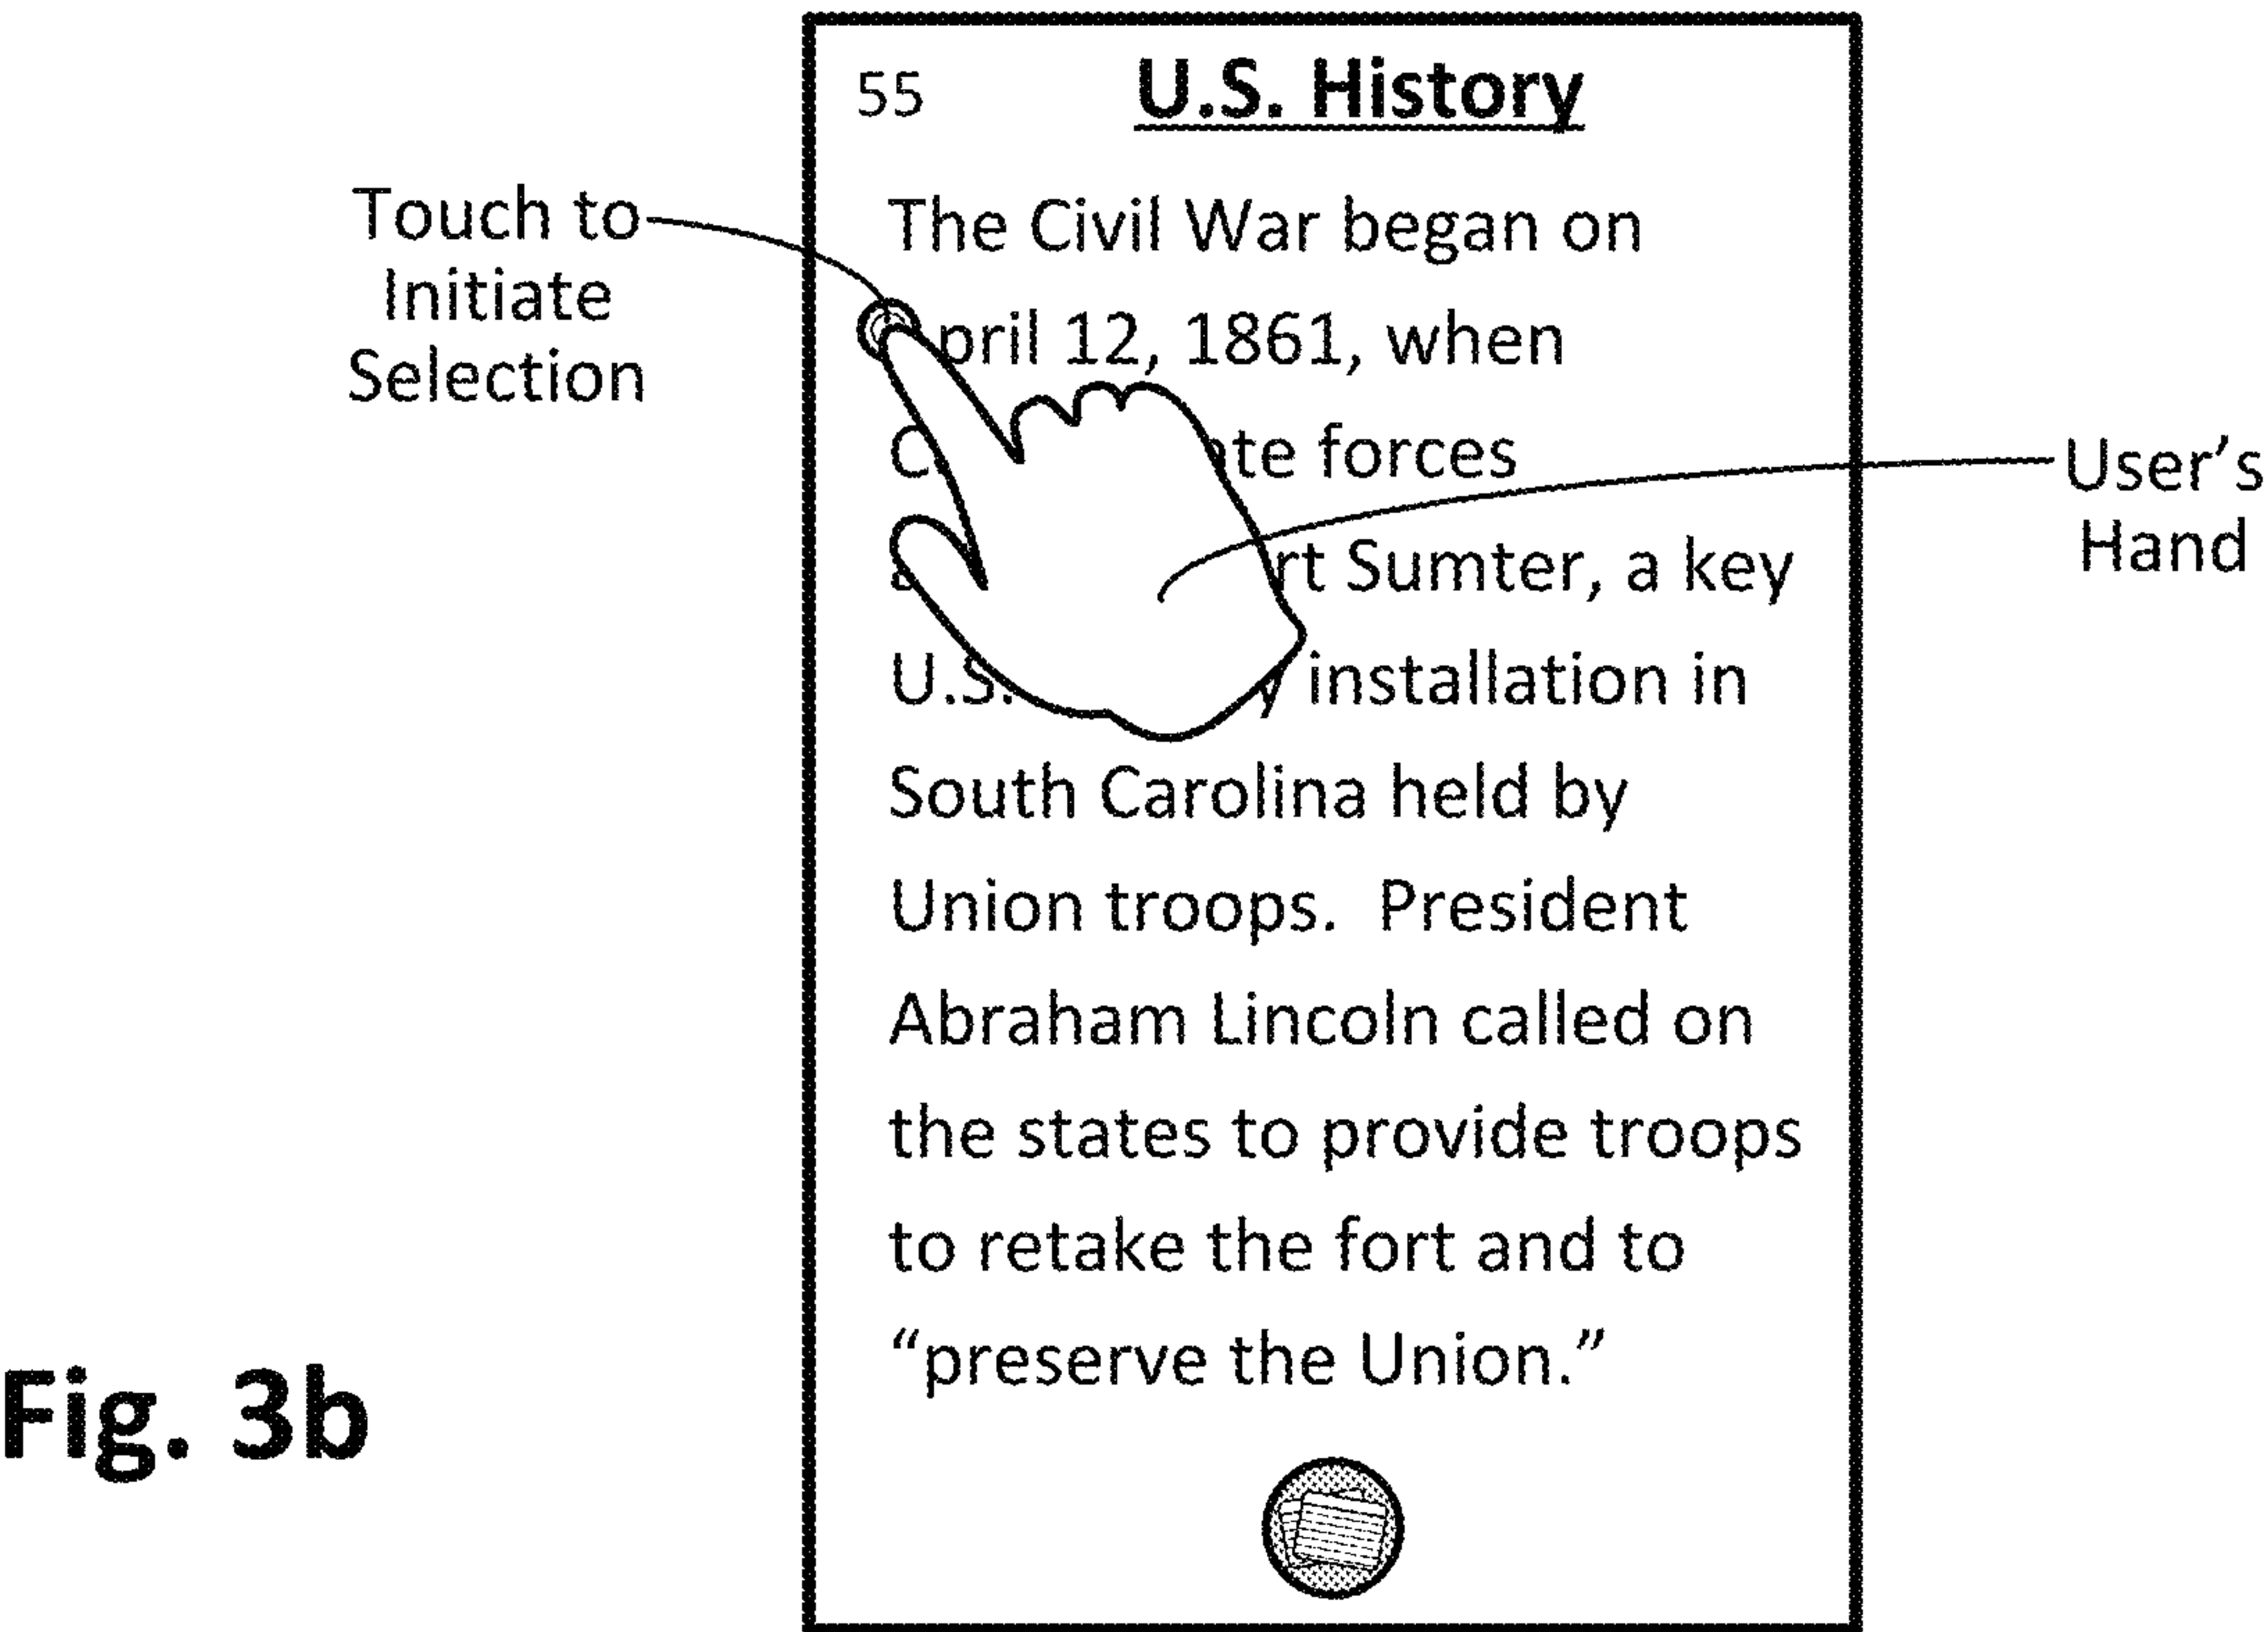 55 U.S. History
The Civil War began on
Touch to
Initiate
Selection
pril 12, 1861, when
forces
User's
Hand
Sumter, a key
U.S. installation in
South Carolina held by
Union troops. President
Abraham Lincoln called on
the states to provide troops
to retake the fort and to
“preserve the Union.”
Fig. 3b